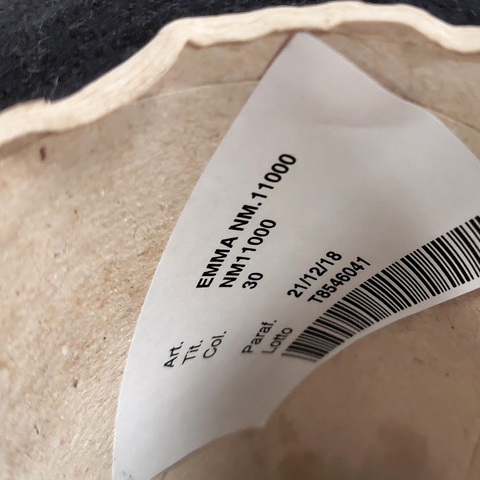 Art. EMMA NM.11000
Tit. NM11000
Col. 30
Paraf. 21/12/18
Lotto T8546041